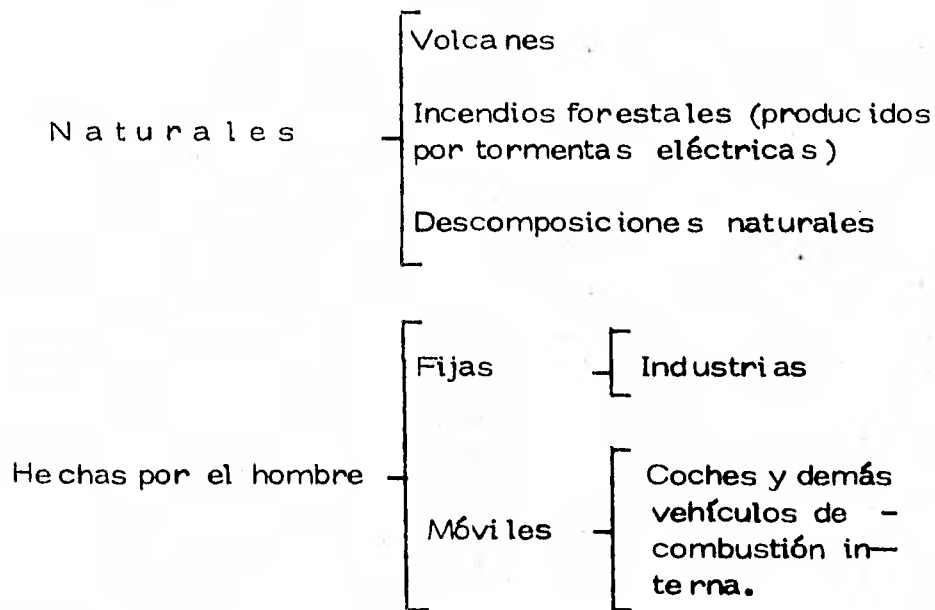 Volcanes
Naturales
Incendios forestales (producidos
por tormentas eléctricas)
Descomposiciones naturales
Fijas
Industrias
Hechas por el hombre
Móviles
Coches y demás
vehículos de -
combustión in—
terna.